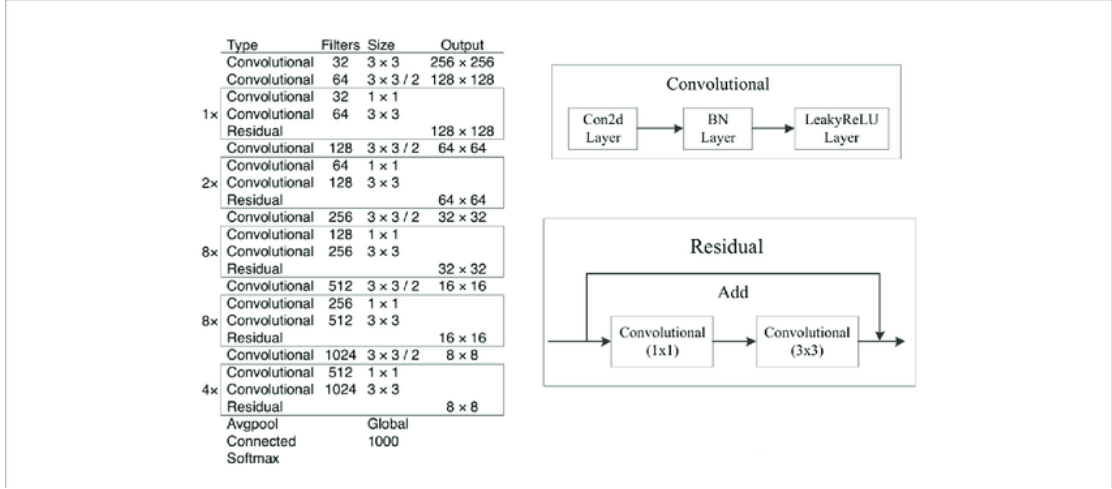 Type Filters Size Output
Convolutional 32 3 × 3 256 × 256
Convolutional 64 3 × 3 / 2 128 × 128
Convolutional 32 1 × 1
1× Convolutional 64 3 × 3
Residual 128 × 128
Convolutional 128 3 × 3 / 2 64 × 64
Convolutional 64 1 × 1
2× Convolutional 128 3 × 3
Residual 64 × 64
Convolutional 256 3 × 3 / 2 32 × 32
Convolutional 128 1 × 1
8× Convolutional 256 3 × 3
Residual 32 × 32
Convolutional 512 3 × 3 / 2 16 × 16
Convolutional 256 1 × 1
8× Convolutional 512 3 × 3
Residual 16 × 16
Convolutional 1024 3 × 3 / 2 8 × 8
Convolutional 512 1 × 1
4× Convolutional 1024 3 × 3
Residual 8 × 8
Avgpool Global
Connected 1000
Softmax
Convolutional
Con2d Layer
BN Layer
LeakyReLU Layer
Residual
Add
Convolutional (1x1)
Convolutional (3x3)